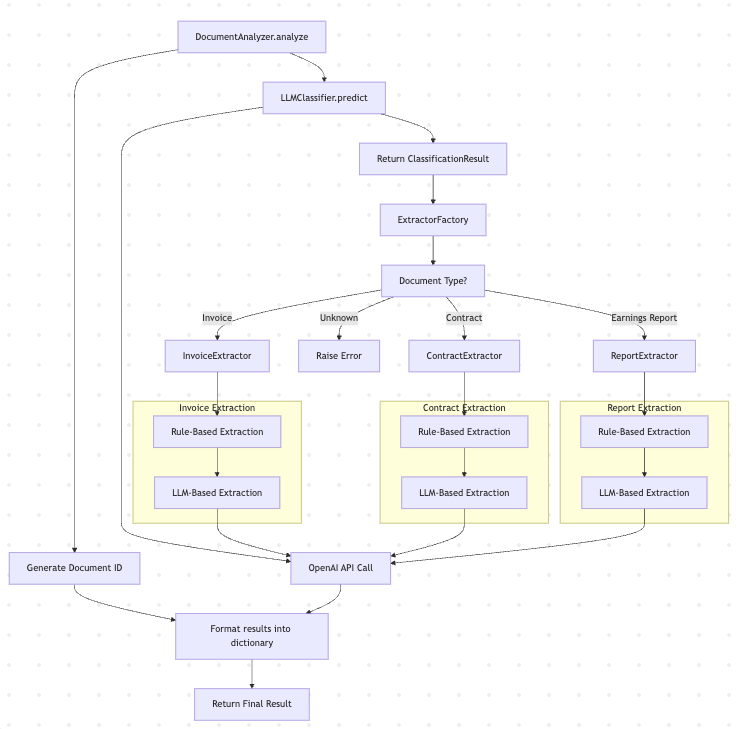 DocumentAnalyzer.analyze
LLMClassifier.predict
Return ClassificationResult
ExtractorFactory
Document Type?
Invoice
Unknown
Contract
Earnings Report
InvoiceExtractor
Raise Error
ContractExtractor
ReportExtractor
Invoice Extraction
Contract Extraction
Report Extraction
Rule-Based Extraction
Rule-Based Extraction
Rule-Based Extraction
LLM-Based Extraction
LLM-Based Extraction
LLM-Based Extraction
Generate Document ID
OpenAI API Call
Format results into
dictionary
Return Final Result